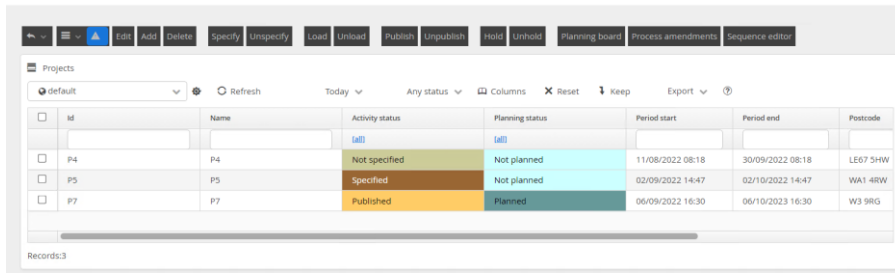 Edit Add Delete Specify Unspecify Load Unload Publish Unpublish Hold Unhold Planning board Process amendments Sequence editor
Projects
default Refresh Today Any status Columns Reset Keep Export
Id Name Activity status Planning status Period start Period end Postcode
[all] [all]
P4 P4 Not specified Not planned 11/08/2022 08:18 30/09/2022 08:18 LE67 5HW
P5 P5 Specified Not planned 02/09/2022 14:47 02/10/2022 14:47 WA1 4RW
P7 P7 Published Planned 06/09/2022 16:30 06/10/2023 16:30 W3 9RG
Records:3